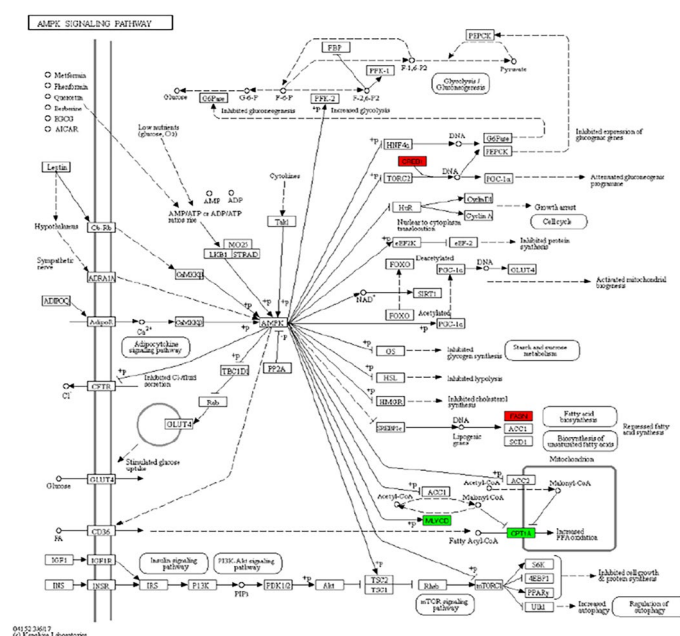 AMPK SIGNALING PATHWAY
Metformin
Phenformin
Quercetin
Berberine
EGCG
AICAR
FBP
PEPCK
F-1,6-P2
Pyruvate
PFK-1
Glycolysis /
Gluconeogenesis
Glucose
G6Pase
G-6-P
F-6-P
PFK-2
F-2,6-P2
Inhibited gluconeogenesis
+p
Increased glycolysis
Low nutrients
(glucose, O2)
Leptin
AMP
ADP
AMP/ATP or ADP/ATP
ratios rise
Cytokines
Tak1
HNF4α
DNA
G6Pase
PEPCK
Inhibited expression of
glucogenic genes
TORC2
DNA
PGC-1α
Attenuated gluconeogenic
programme
HuR
CyclinD1
Cyclin A
Growth arrest
Cell cycle
Nuclear to cytoplasm
translocation
Hypothalamus
Ob-Rb
MO25
LKB1
STRAD
eEF2K
eEF-2
Inhibited protein
synthesis
Sympathetic
nerve
ADRA1A
CaMKKβ
FOXO
Deacetylated
PGC-1α
DNA
GLUT4
NAD+
SIRT1
Activated mitochondrial
biogenesis
ADIPOQ
AdipoR
Ca2+
CaMKKβ
AMPK
FOXO
Acetylated
PGC-1α
Adipocytokine
signaling pathway
GS
Inhibited
glycogen synthesis
Starch and sucrose
metabolism
TBC1D1
PP2A
HSL
Inhibited lypolysis
Inhibited Cl-/fluid
secretion
CFTR
Cl-
Rab
HMGR
Inhibited cholesterol
synthesis
GLUT4
SREBP1c
DNA
Lipogenic
genes
FASN
ACC1
SCD1
Fatty acid
biosynthesis
Biosynthesis of
unsaturated fatty acids
Repressed fatty
acid synthesis
Stimulated glucose
uptake
Mitochondrion
GLUT4
Glucose
ACC1
ACC2
Acetyl-CoA
Malonyl-CoA
Acetyl-CoA
Malonyl-CoA
MLYCD
CPT1A
Increased
FFA oxidation
FA
CD36
Fatty Acyl-CoA
IGF1
IGF1R
Insulin signaling
pathway
PI3K-Akt signaling
pathway
INS
INSR
IRS
PI3K
PIP3
PDK1/2
Akt
TSC2
TSC1
Rheb
mTORC1
mTOR signaling
pathway
S6K
4EBP1
PPARγ
Ulk1
Inhibited cell growth
& protein synthesis
Increased
autophagy
Regulation of
autophagy
04152 3/6/17
(c) Kanehisa Laboratories